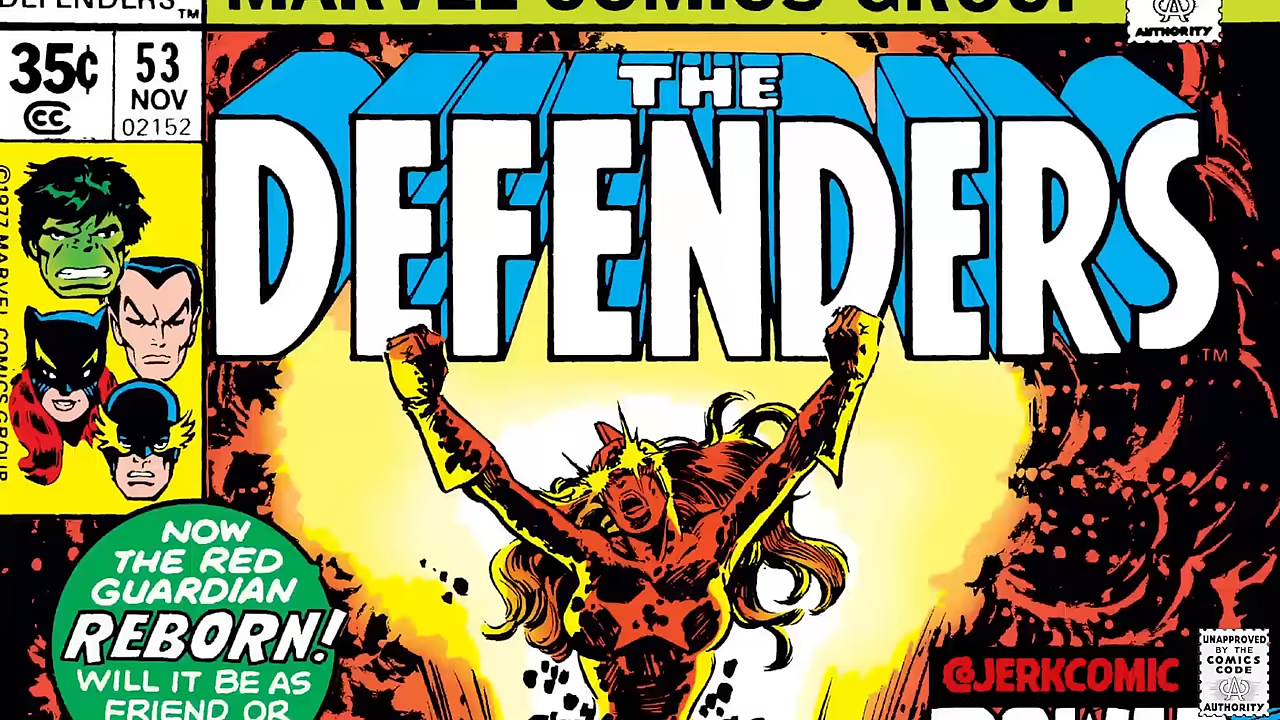 DEFENDERS™
MARVEL COMICS GROUP
AUTHORITY
35¢
CC
53
NOV
02152
©1977 MARVEL COMICS GROUP
THE
DEFENDERS
™
NOW
THE RED
GUARDIAN
REBORN!
WILL IT BE AS
FRIEND OR
@JERKCOMIC
UNAPPROVED
BY THE
COMICS
CODE
AUTHORITY